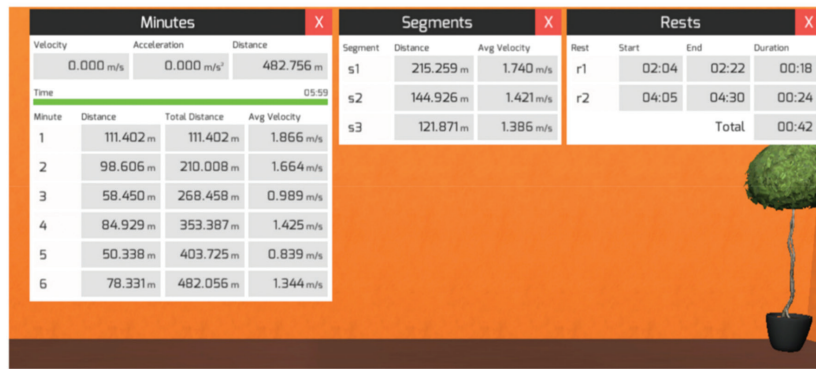 Minutes X
Velocity Acceleration Distance
0.000 m/s 0.000 m/s² 482.756 m
Time 05:59
Minute Distance Total Distance Avg Velocity
1 111.402 m 111.402 m 1.866 m/s
2 98.606 m 210.008 m 1.664 m/s
3 58.450 m 268.458 m 0.989 m/s
4 84.929 m 353.387 m 1.425 m/s
5 50.338 m 403.725 m 0.839 m/s
6 78.331 m 482.056 m 1.344 m/s
Segments X
Segment Distance Avg Velocity
s1 215.259 m 1.740 m/s
s2 144.926 m 1.421 m/s
s3 121.871 m 1.386 m/s
Rests X
Rest Start End Duration
r1 02:04 02:22 00:18
r2 04:05 04:30 00:24
Total 00:42